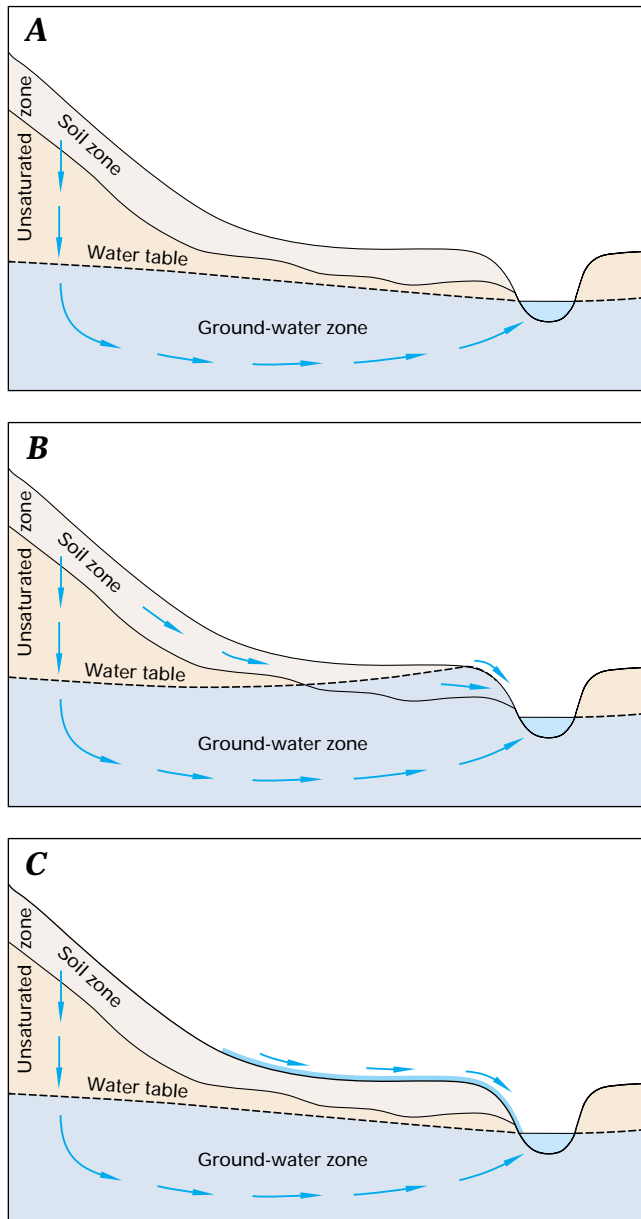 A
Unsaturated zone
Soil zone
Water table
Ground-water zone
B
Unsaturated zone
Soil zone
Water table
Ground-water zone
C
Unsaturated zone
Soil zone
Water table
Ground-water zone